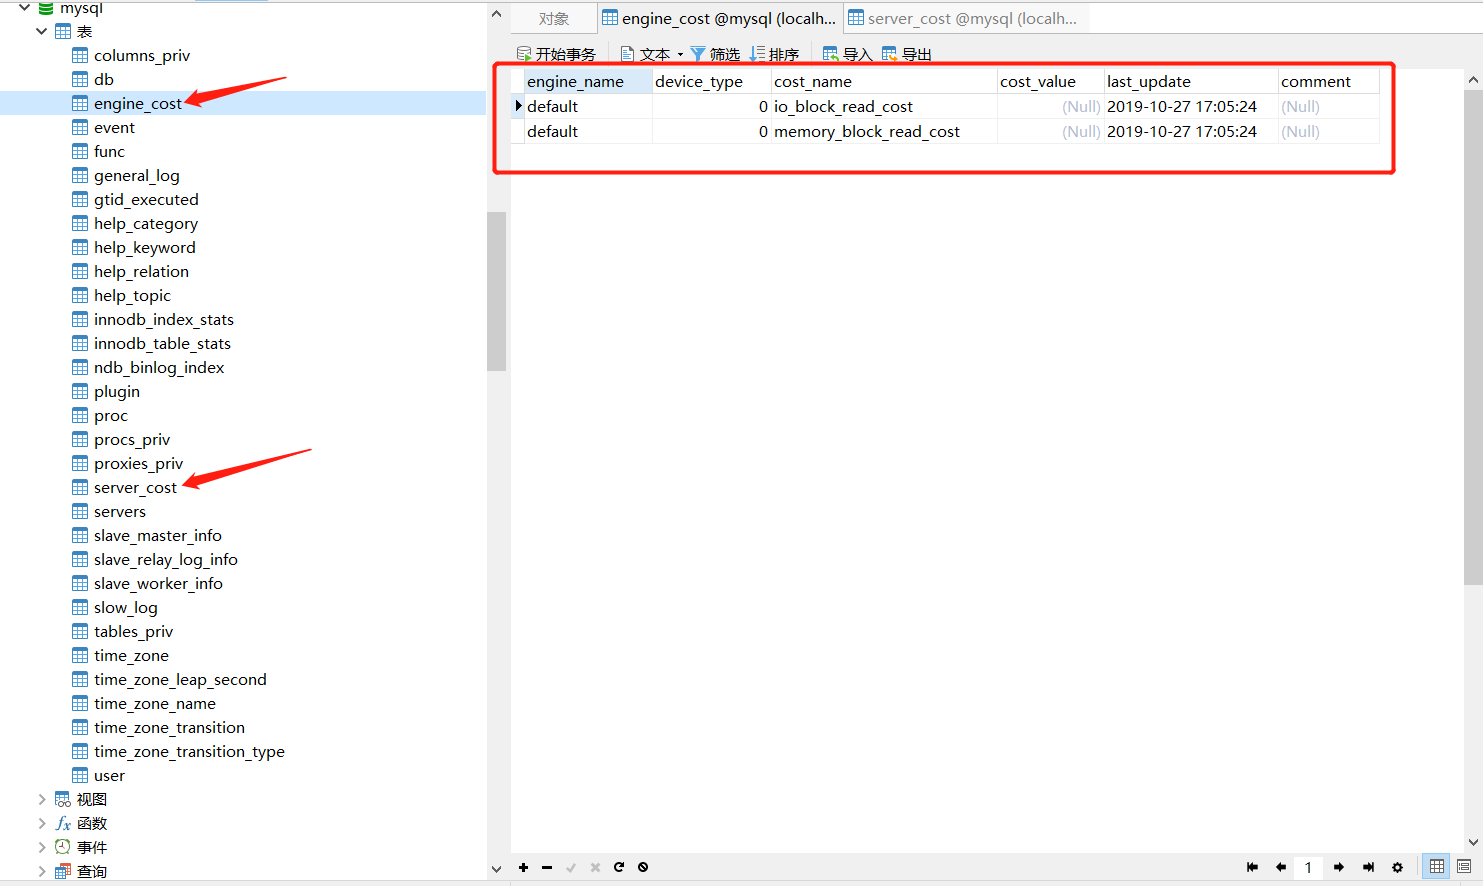 mysql
表
columns_priv
db
engine_cost
event
func
general_log
gtid_executed
help_category
help_keyword
help_relation
help_topic
innodb_index_stats
innodb_table_stats
ndb_binlog_index
plugin
proc
procs_priv
proxies_priv
server_cost
servers
slave_master_info
slave_relay_log_info
slave_worker_info
slow_log
tables_priv
time_zone
time_zone_leap_second
time_zone_name
time_zone_transition
time_zone_transition_type
user
视图
fx 函数
事件
查询
对象 engine_cost @mysql (localh... server_cost @mysql (localh...
开始事务 文本 筛选 排序 导入 导出
engine_name device_type cost_name cost_value last_update comment
default 0 io_block_read_cost (Null) 2019-10-27 17:05:24 (Null)
default 0 memory_block_read_cost (Null) 2019-10-27 17:05:24 (Null)
1